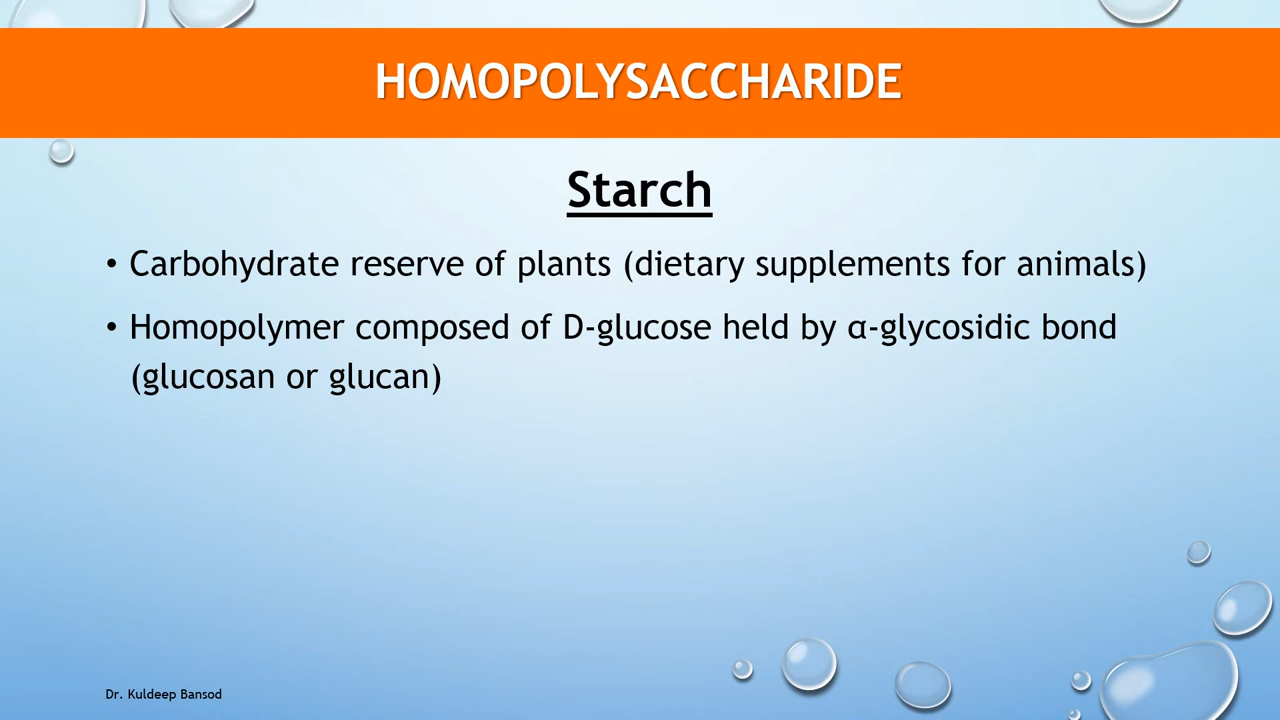 HOMOPOLYSACCHARIDE
Starch
• Carbohydrate reserve of plants (dietary supplements for animals)
• Homopolymer composed of D-glucose held by α-glycosidic bond
(glucosan or glucan)
Dr. Kuldeep Bansod